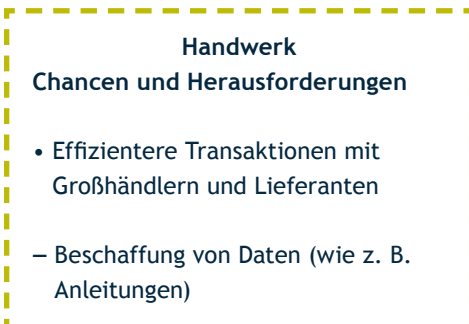 Handwerk
Chancen und Herausforderungen
• Effizientere Transaktionen mit
Großhändlern und Lieferanten
– Beschaffung von Daten (wie z. B.
Anleitungen)